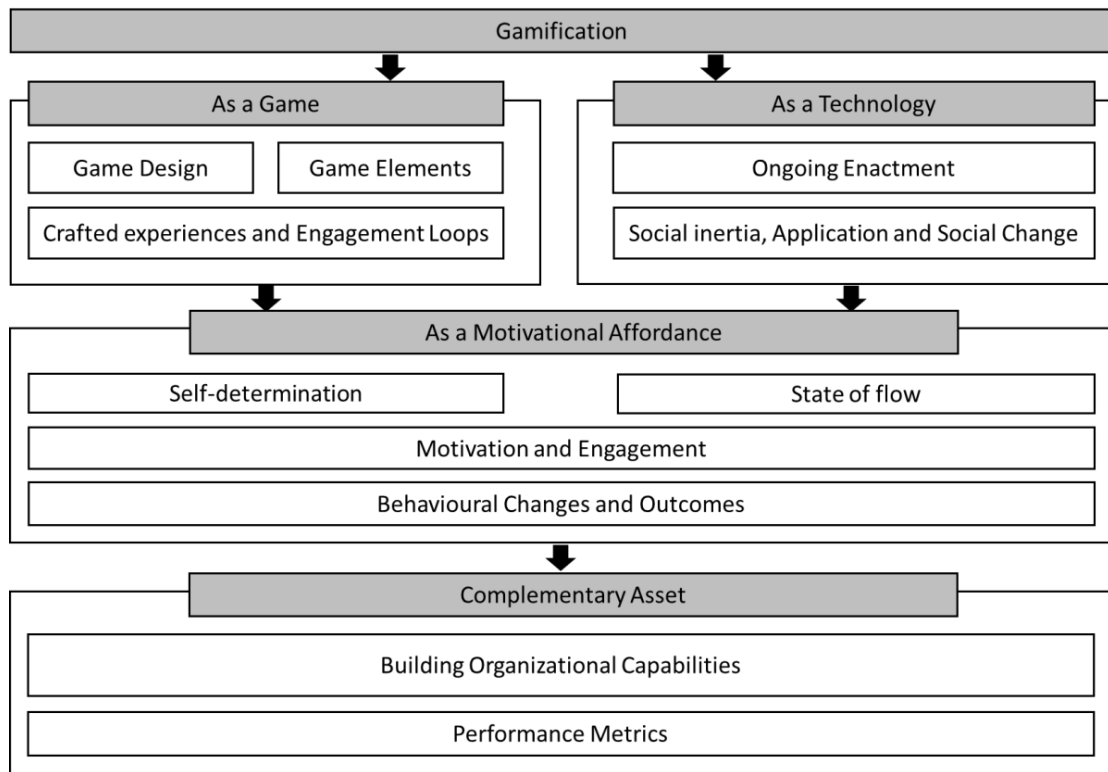 Gamification
As a Game
As a Technology
Game Design
Game Elements
Ongoing Enactment
Crafted experiences and Engagement Loops
Social inertia, Application and Social Change
As a Motivational Affordance
Self-determination
State of flow
Motivation and Engagement
Behavioural Changes and Outcomes
Complementary Asset
Building Organizational Capabilities
Performance Metrics